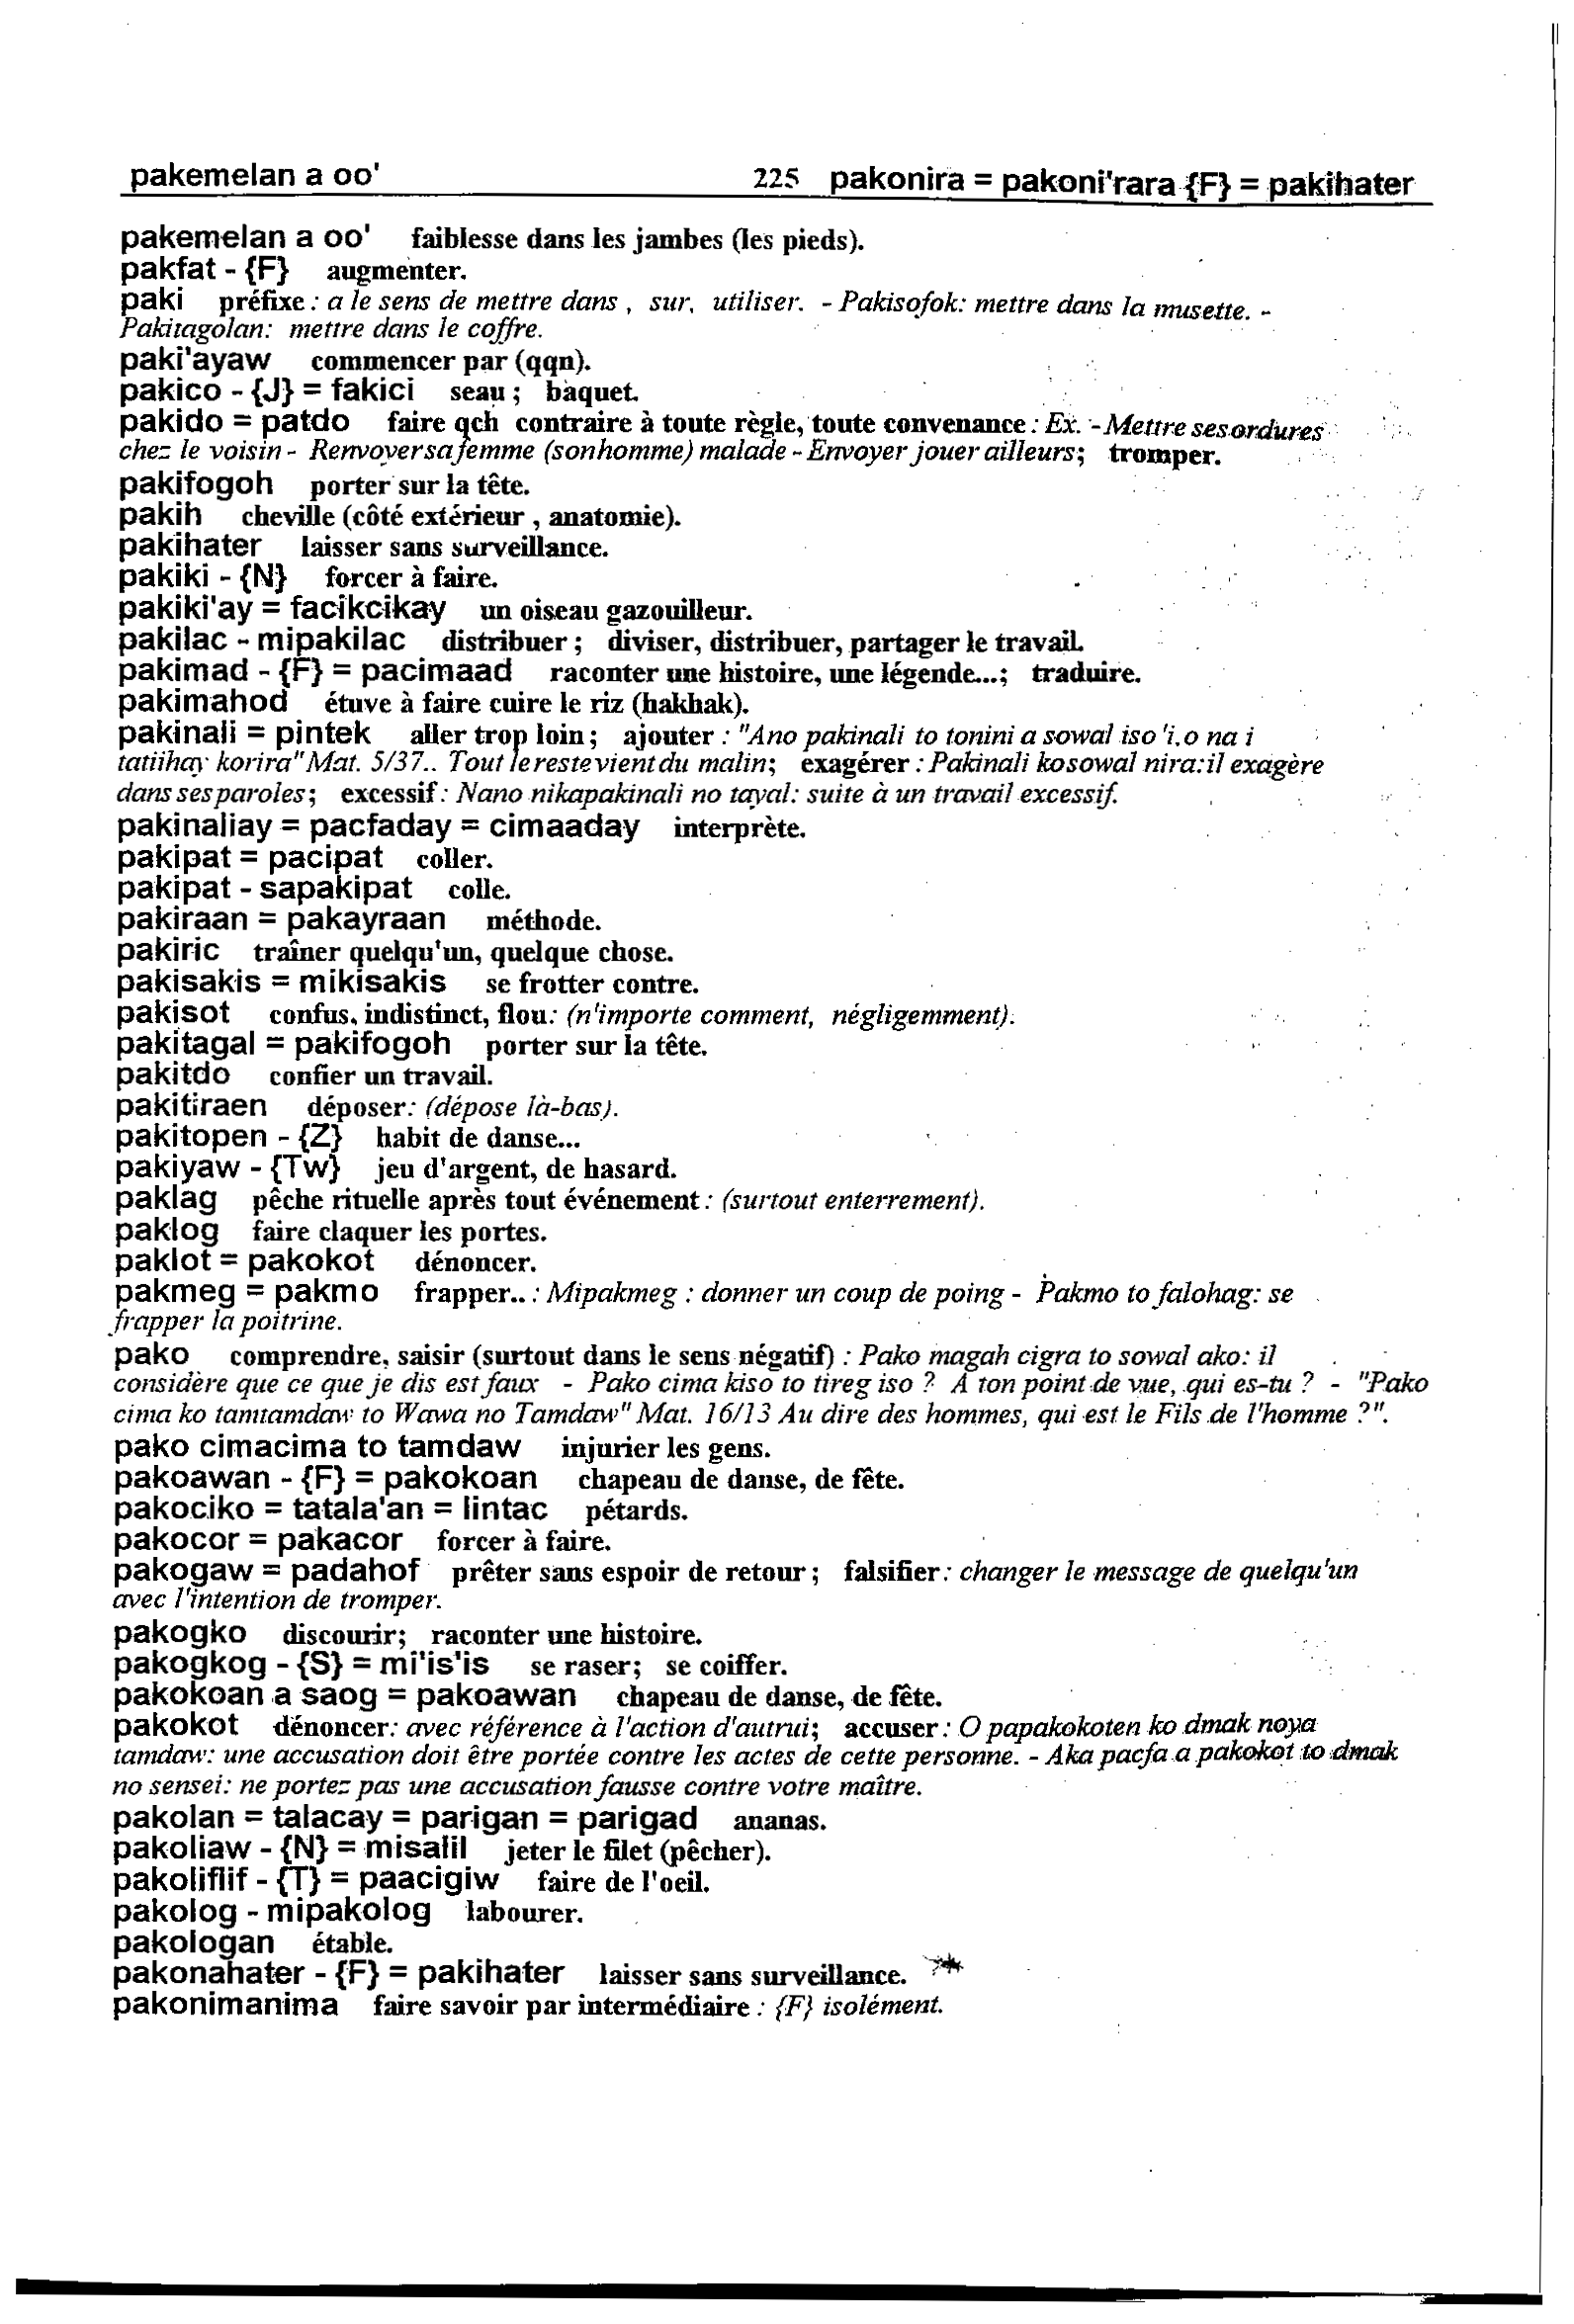 pakemelan a oo' 225 pakonira = pakoni'rara {F} = pakihater
pakemelan a oo' faiblesse dans les jambes (les pieds).
pakfat - {F} augmenter.
paki préfixe : a le sens de mettre dans , sur, utiliser. - Pakisofok: mettre dans la musette. -
Pakitagolan: mettre dans le coffre.
paki'ayaw commencer par (qqn).
pakico - {J} = fakici seau ; baquet.
pakido = patdo faire qch contraire à toute règle, toute convenance : Ex. - Mettre ses ordures
chez le voisin - Renvoyer sa femme (son homme) malade - Envoyer jouer ailleurs; tromper.
pakifogoh porter sur la tête.
pakih cheville (côté extérieur , anatomie).
pakihater laisser sans surveillance.
pakiki - {N} forcer à faire.
pakiki'ay = facikcikay un oiseau gazouilleur.
pakilac - mipakilac distribuer ; diviser, distribuer, partager le travail.
pakimad - {F} = pacimaad raconter une histoire, une légende...; traduire.
pakimahod étuve à faire cuire le riz (hakhak).
pakinali = pintek aller trop loin ; ajouter : "Ano pakinali to tonini a sowal iso 'i,o na i
tatiihay korira" Mat. 5/37.. Tout le reste vient du malin; exagérer : Pakinali ko sowal nira: il exagère
dans ses paroles ; excessif : Nano nikapakinali no tayal: suite à un travail excessif.
pakinaliay = pacfaday = cimaaday interprète.
pakipat = pacipat coller.
pakipat - sapakipat colle.
pakiraan = pakayraan méthode.
pakiric traîner quelqu'un, quelque chose.
pakisakis = mikisakis se frotter contre.
pakisot confus, indistinct, flou: (n'importe comment, négligemment).
pakitagal = pakifogoh porter sur la tête.
pakitdo confier un travail.
pakitiraen déposer: (dépose là-bas).
pakitopen - {Z} habit de danse...
pakiyaw - {Tw} jeu d'argent, de hasard.
paklag pêche rituelle après tout événement : (surtout enterrement).
paklog faire claquer les portes.
paklot = pakokot dénoncer.
pakmeg = pakmo frapper.. : Mipakmeg : donner un coup de poing - Pakmo to falohag: se
frapper la poitrine.
pako comprendre, saisir (surtout dans le sens négatif) : Pako magah cigra to sowal ako: il
considère que ce que je dis est faux - Pako cima kiso to tireg iso ? A ton point de vue, qui es-tu ? - "Pako
cima ko tamtamdaw to Wawa no Tamdaw" Mat. 16/13 Au dire des hommes, qui est le Fils de l'homme ?".
pako cimacima to tamdaw injurier les gens.
pakoawan - {F} = pakokoan chapeau de danse, de fête.
pakociko = tatala'an = lintac pétards.
pakocor = pakacor forcer à faire.
pakogaw = padahof prêter sans espoir de retour ; falsifier : changer le message de quelqu'un
avec l'intention de tromper.
pakogko discourir; raconter une histoire.
pakogkog - {S} = mi'is'is se raser; se coiffer.
pakokoan a saog = pakoawan chapeau de danse, de fête.
pakokot dénoncer: avec référence à l'action d'autrui; accuser : O papakokoten ko dmak noya
tamdaw: une accusation doit être portée contre les actes de cette personne. - Aka pacfa a pakokot to dmak
no sensei: ne portez pas une accusation fausse contre votre maître.
pakolan = talacay = parigan = parigad ananas.
pakoliaw - {N} = misalil jeter le filet (pêcher).
pakoliflif - {T} = paacigiw faire de l'oeil.
pakolog - mipakolog labourer.
pakologan étable.
pakonahater - {F} = pakihater laisser sans surveillance.
pakonimanima faire savoir par intermédiaire : {F} isolément.